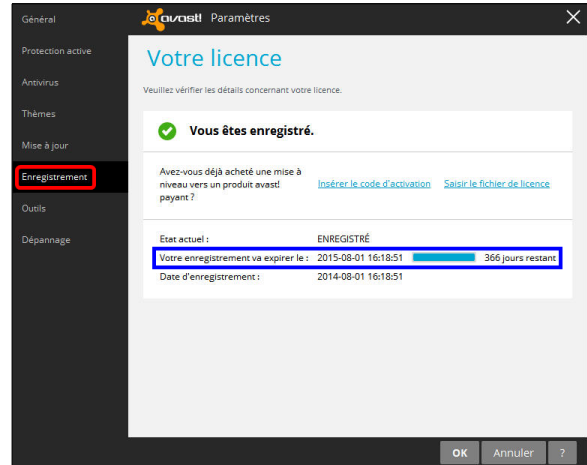 Général
avast! Paramètres
Protection active
Antivirus
Thèmes
Mise à jour
Enregistrement
Outils
Dépannage
Votre licence
Veuillez vérifier les détails concernant votre licence.
Vous êtes enregistré.
Avez-vous déjà acheté une mise à
niveau vers un produit avast!
payant ?
Insérer le code d'activation
Saisir le fichier de licence
Etat actuel : ENREGISTRÉ
Votre enregistrement va expirer le : 2015-08-01 16:18:51 366 jours restant
Date d'enregistrement : 2014-08-01 16:18:51
OK Annuler ?